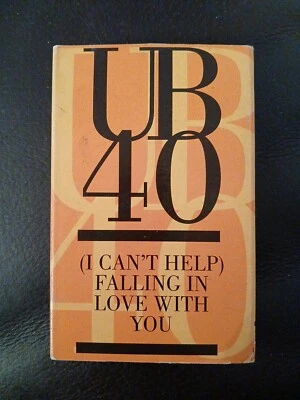 UB
40
(I CAN'T HELP)
FALLING IN
LOVE WITH
YOU